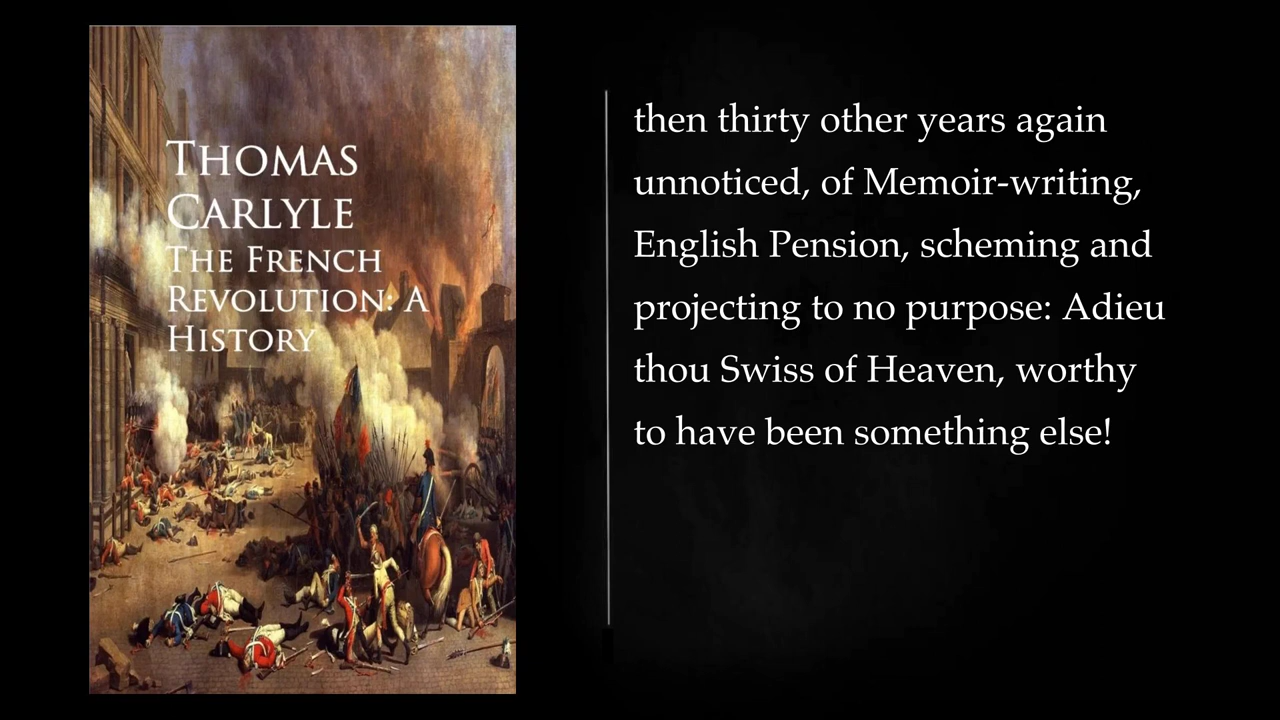 THOMAS
CARLYLE
THE FRENCH
REVOLUTION: A
HISTORY
then thirty other years again
unnoticed, of Memoir-writing,
English Pension, scheming and
projecting to no purpose: Adieu
thou Swiss of Heaven, worthy
to have been something else!